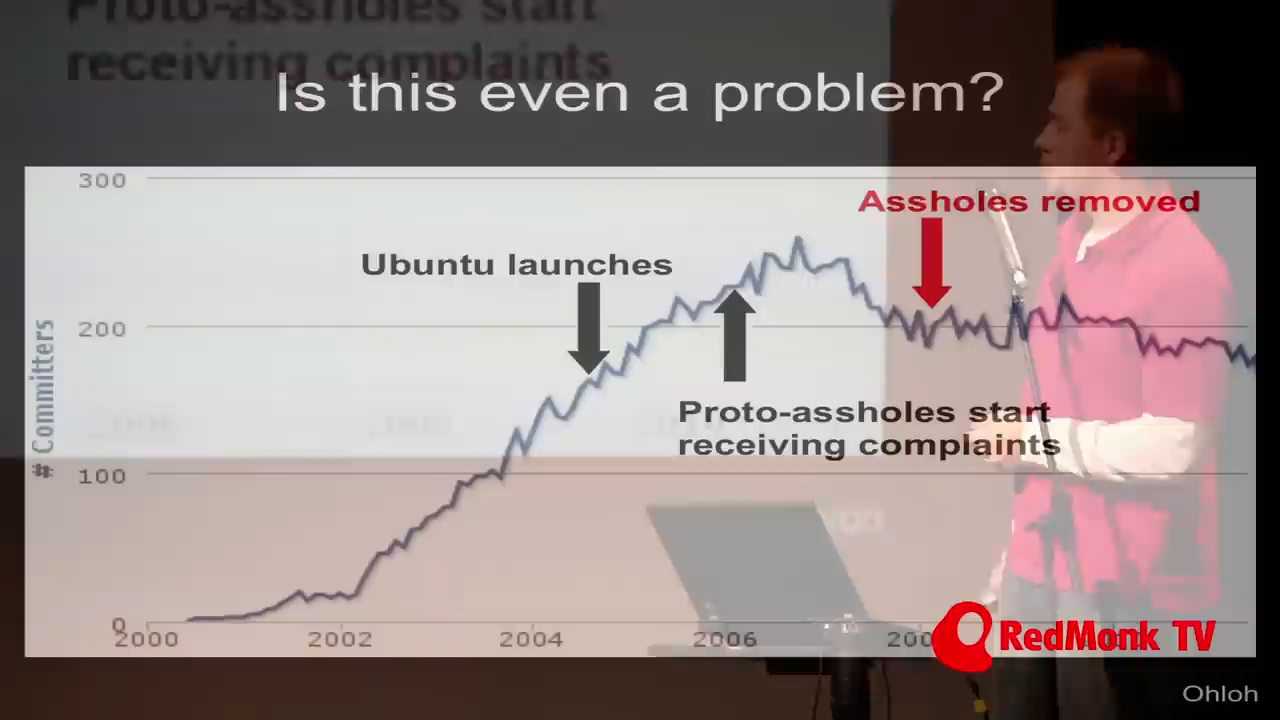 Proto-assholes start
receiving complaints
Is this even a problem?
300
Assholes removed
Ubuntu launches
200
# Committers
Proto-assholes start
receiving complaints
100
0
2000
2002
2004
2006
RedMonk TV
Ohloh